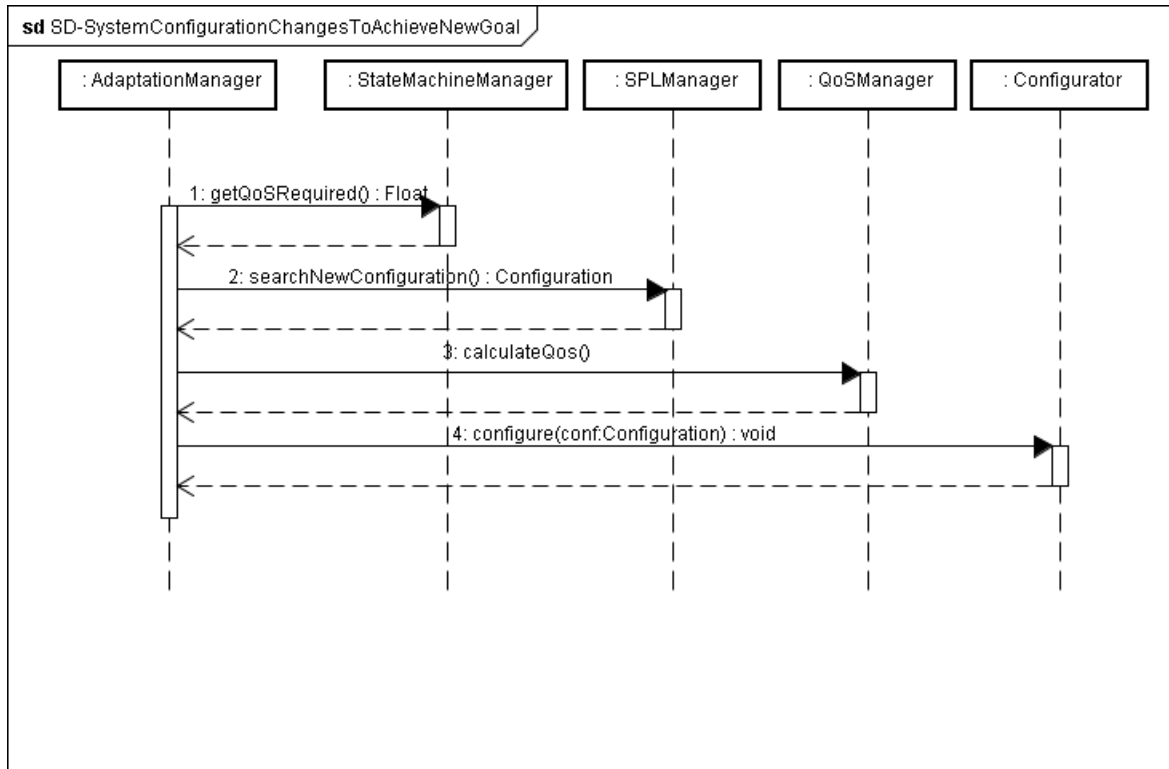 sd SD-SystemConfigurationChangesToAchieveNewGoal
: AdaptationManager
: StateMachineManager
: SPLManager
: QoSManager
: Configurator
1: getQoSRequired() : Float
2: searchNewConfiguration() : Configuration
3: calculateQos()
4: configure(conf:Configuration) : void